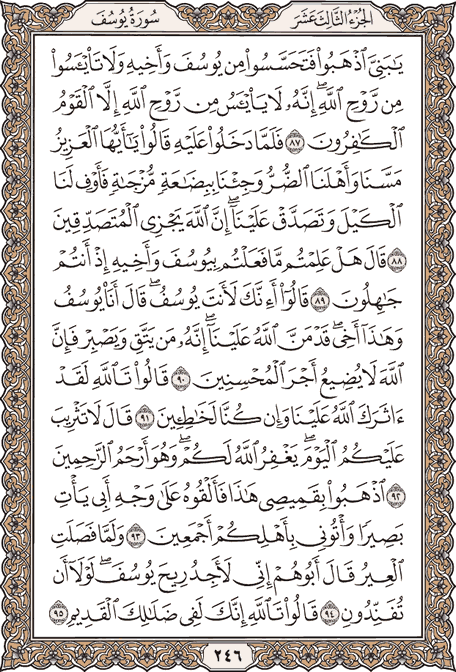 الجزء الثالث عشر
سورة يوسف
يَٰبَنِىَّ ٱذْهَبُوا۟ فَتَحَسَّسُوا۟ مِن يُوسُفَ وَأَخِيهِ وَلَا تَا۟يْـَٔسُوا۟
مِن رَّوْحِ ٱللَّهِ ۖ إِنَّهُۥ لَا يَا۟يْـَٔسُ مِن رَّوْحِ ٱللَّهِ إِلَّا ٱلْقَوْمُ
ٱلْكَٰفِرُونَ ٨٧ فَلَمَّا دَخَلُوا۟ عَلَيْهِ قَالُوا۟ يَٰٓأَيُّهَا ٱلْعَزِيزُ
مَسَّنَا وَأَهْلَنَا ٱلضُّرُّ وَجِئْنَا بِبِضَٰعَةٍ مُّزْجَىٰةٍ فَأَوْفِ لَنَا
ٱلْكَيْلَ وَتَصَدَّقْ عَلَيْنَآ ۖ إِنَّ ٱللَّهَ يَجْزِى ٱلْمُتَصَدِّقِينَ
٨٨ قَالَ هَلْ عَلِمْتُم مَّا فَعَلْتُم بِيُوسُفَ وَأَخِيهِ إِذْ أَنتُمْ
جَٰهِلُونَ ٨٩ قَالُوٓا۟ أَءِنَّكَ لَأَنتَ يُوسُفُ ۖ قَالَ أَنَا۠ يُوسُفُ
وَهَٰذَآ أَخِى ۖ قَدْ مَنَّ ٱللَّهُ عَلَيْنَآ ۖ إِنَّهُۥ مَن يَتَّقِ وَيَصْبِرْ فَإِنَّ
ٱللَّهَ لَا يُضِيعُ أَجْرَ ٱلْمُحْسِنِينَ ٩٠ قَالُوا۟ تَٱللَّهِ لَقَدْ
ءَاثَرَكَ ٱللَّهُ عَلَيْنَا وَإِن كُنَّا لَخَٰطِـِٔينَ ٩١ قَالَ لَا تَثْرِيبَ
عَلَيْكُمُ ٱلْيَوْمَ ۖ يَغْفِرُ ٱللَّهُ لَكُمْ ۖ وَهُوَ أَرْحَمُ ٱلرَّٰحِمِينَ
٩٢ ٱذْهَبُوا۟ بِقَمِيصِى هَٰذَا فَأَلْقُوهُ عَلَىٰ وَجْهِ أَبِى يَأْتِ
بَصِيرًا وَأْتُونِى بِأَهْلِكُمْ أَجْمَعِينَ ٩٣ وَلَمَّا فَصَلَتِ
ٱلْعِيرُ قَالَ أَبُوهُمْ إِنِّى لَأَجِدُ رِيحَ يُوسُفَ ۖ لَوْلَآ أَن
تُفَنِّدُونِ ٩٤ قَالُوا۟ تَٱللَّهِ إِنَّكَ لَفِى ضَلَٰلِكَ ٱلْقَدِيمِ ٩٥
٢٤٦